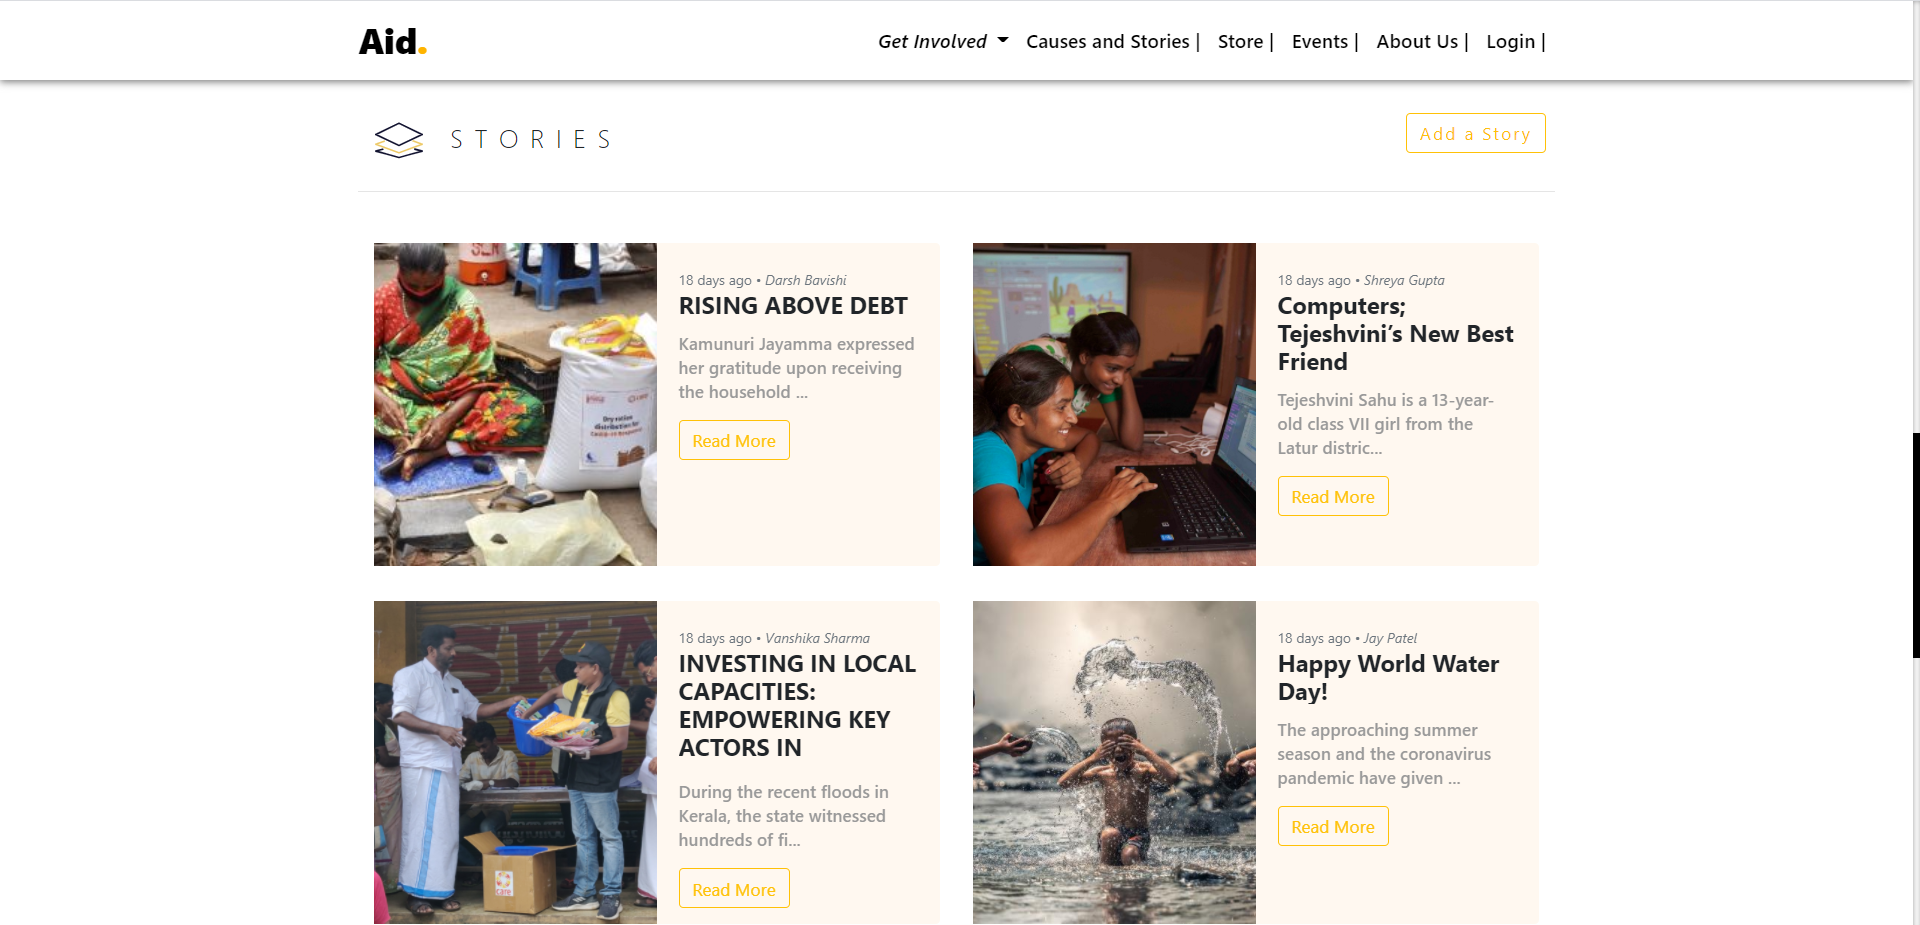 Aid.
Get Involved
Causes and Stories |
Store |
Events |
About Us |
Login |
STORIES
Add a Story
18 days ago • Darsh Bavishi
RISING ABOVE DEBT
Kamunuri Jayamma expressed
her gratitude upon receiving
the household ...
Read More
18 days ago • Shreya Gupta
Computers;
Tejeshvini’s New Best
Friend
Tejeshvini Sahu is a 13-year-
old class VII girl from the
Latur distric...
Read More
18 days ago • Vanshika Sharma
INVESTING IN LOCAL
CAPACITIES:
EMPOWERING KEY
ACTORS IN
During the recent floods in
Kerala, the state witnessed
hundreds of fi...
Read More
care
18 days ago • Jay Patel
Happy World Water
Day!
The approaching summer
season and the coronavirus
pandemic have given ...
Read More